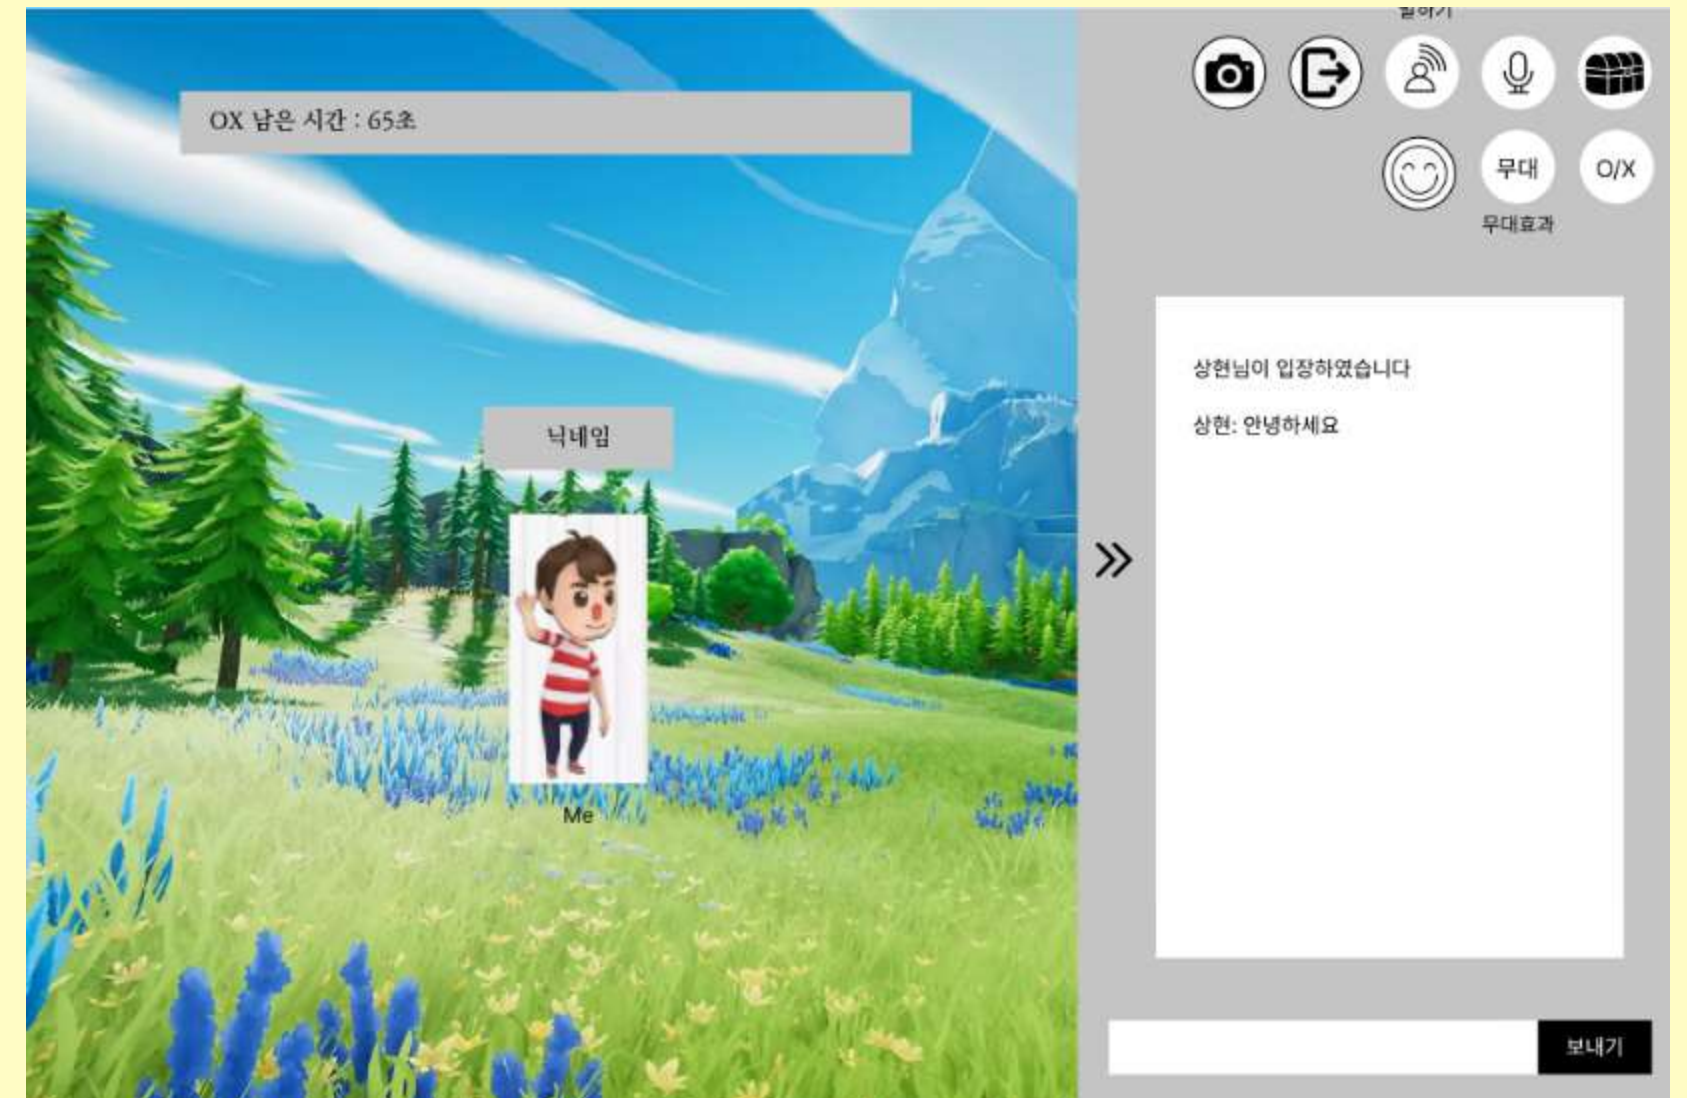 OX 남은 시간 : 65초
닉네임
Me
무대
O/X
무대효과
상현님이 입장하였습니다
상현: 안녕하세요
보내기